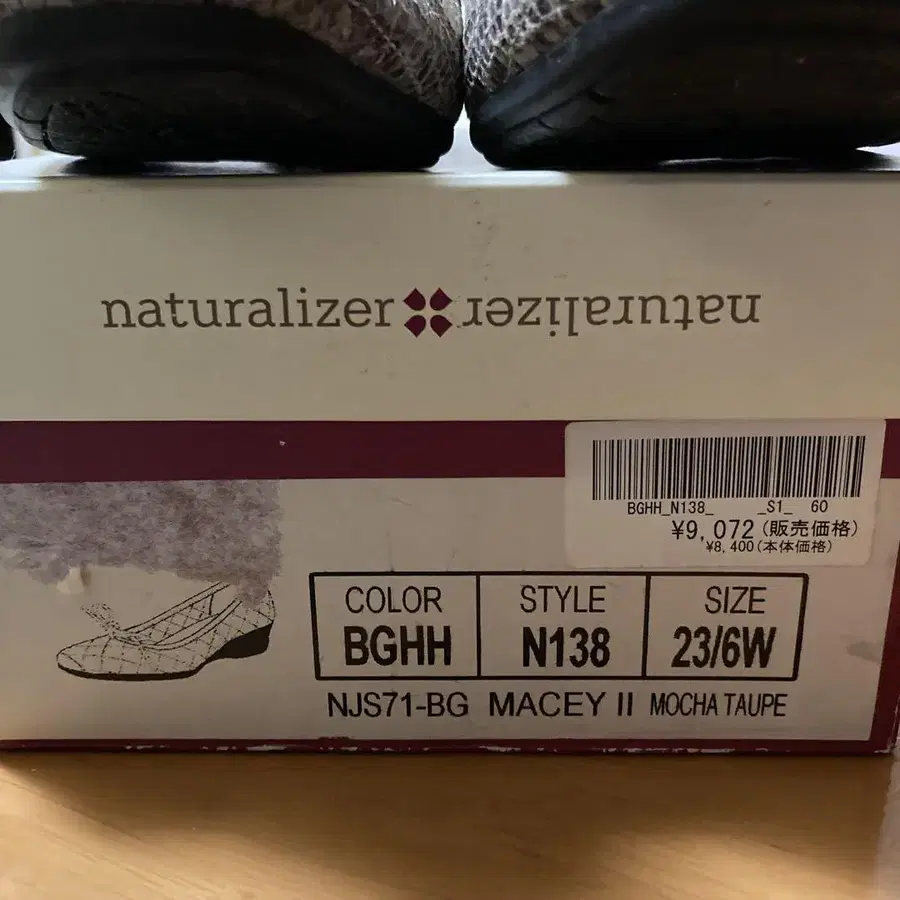 naturalizer naturalizer
BGHH_N138_ _S1_ 60
¥9,072(販売価格)
¥8,400(本体価格)
COLOR STYLE SIZE
BGHH N138 23/6W
NJS71-BG MACEY II MOCHA TAUPE